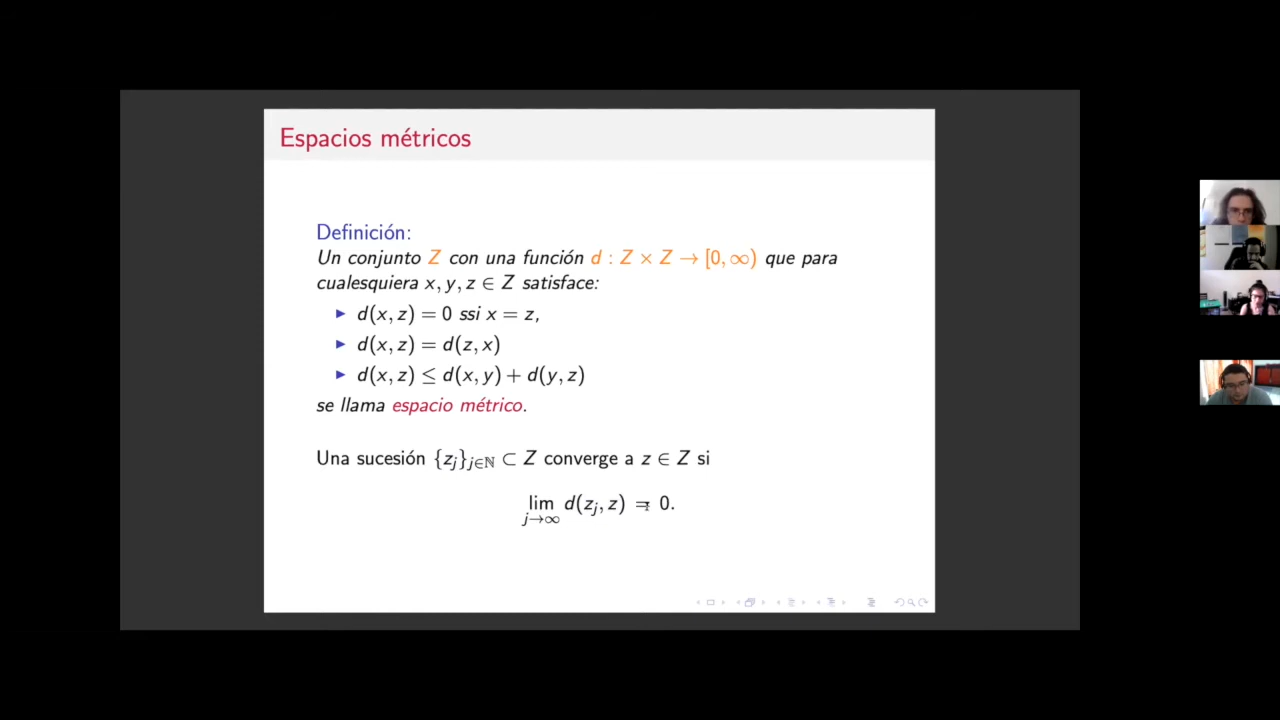 Espacios métricos
Definición:
Un conjunto Z con una función d : Z × Z → [0, ∞) que para
cualesquiera x, y, z ∈ Z satisface:
▶ d(x, z) = 0 ssi x = z,
▶ d(x, z) = d(z, x)
▶ d(x, z) ≤ d(x, y) + d(y, z)
se llama espacio métrico.
Una sucesión {z_j}_{j∈ℕ} ⊂ Z converge a z ∈ Z si
lim_{j→∞} d(z_j, z) = 0.